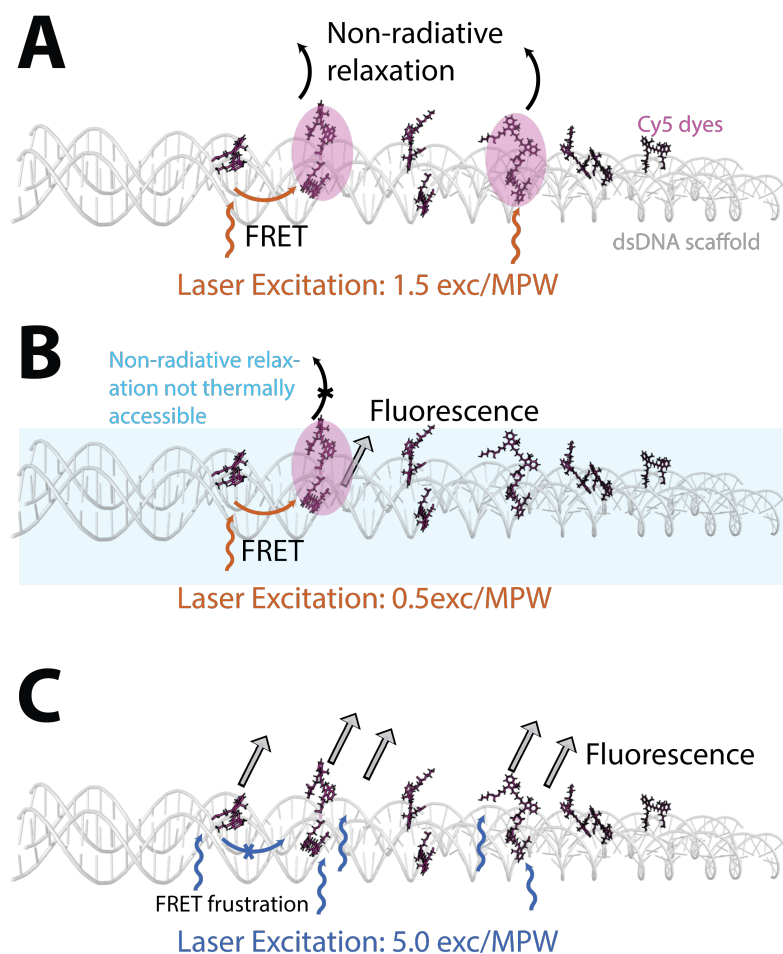 A
Non-radiative
relaxation
Cy5 dyes
FRET
dsDNA scaffold
Laser Excitation: 1.5 exc/MPW
B
Non-radiative relax-
ation not thermally
accessible
Fluorescence
FRET
Laser Excitation: 0.5exc/MPW
C
Fluorescence
FRET frustration
Laser Excitation: 5.0 exc/MPW